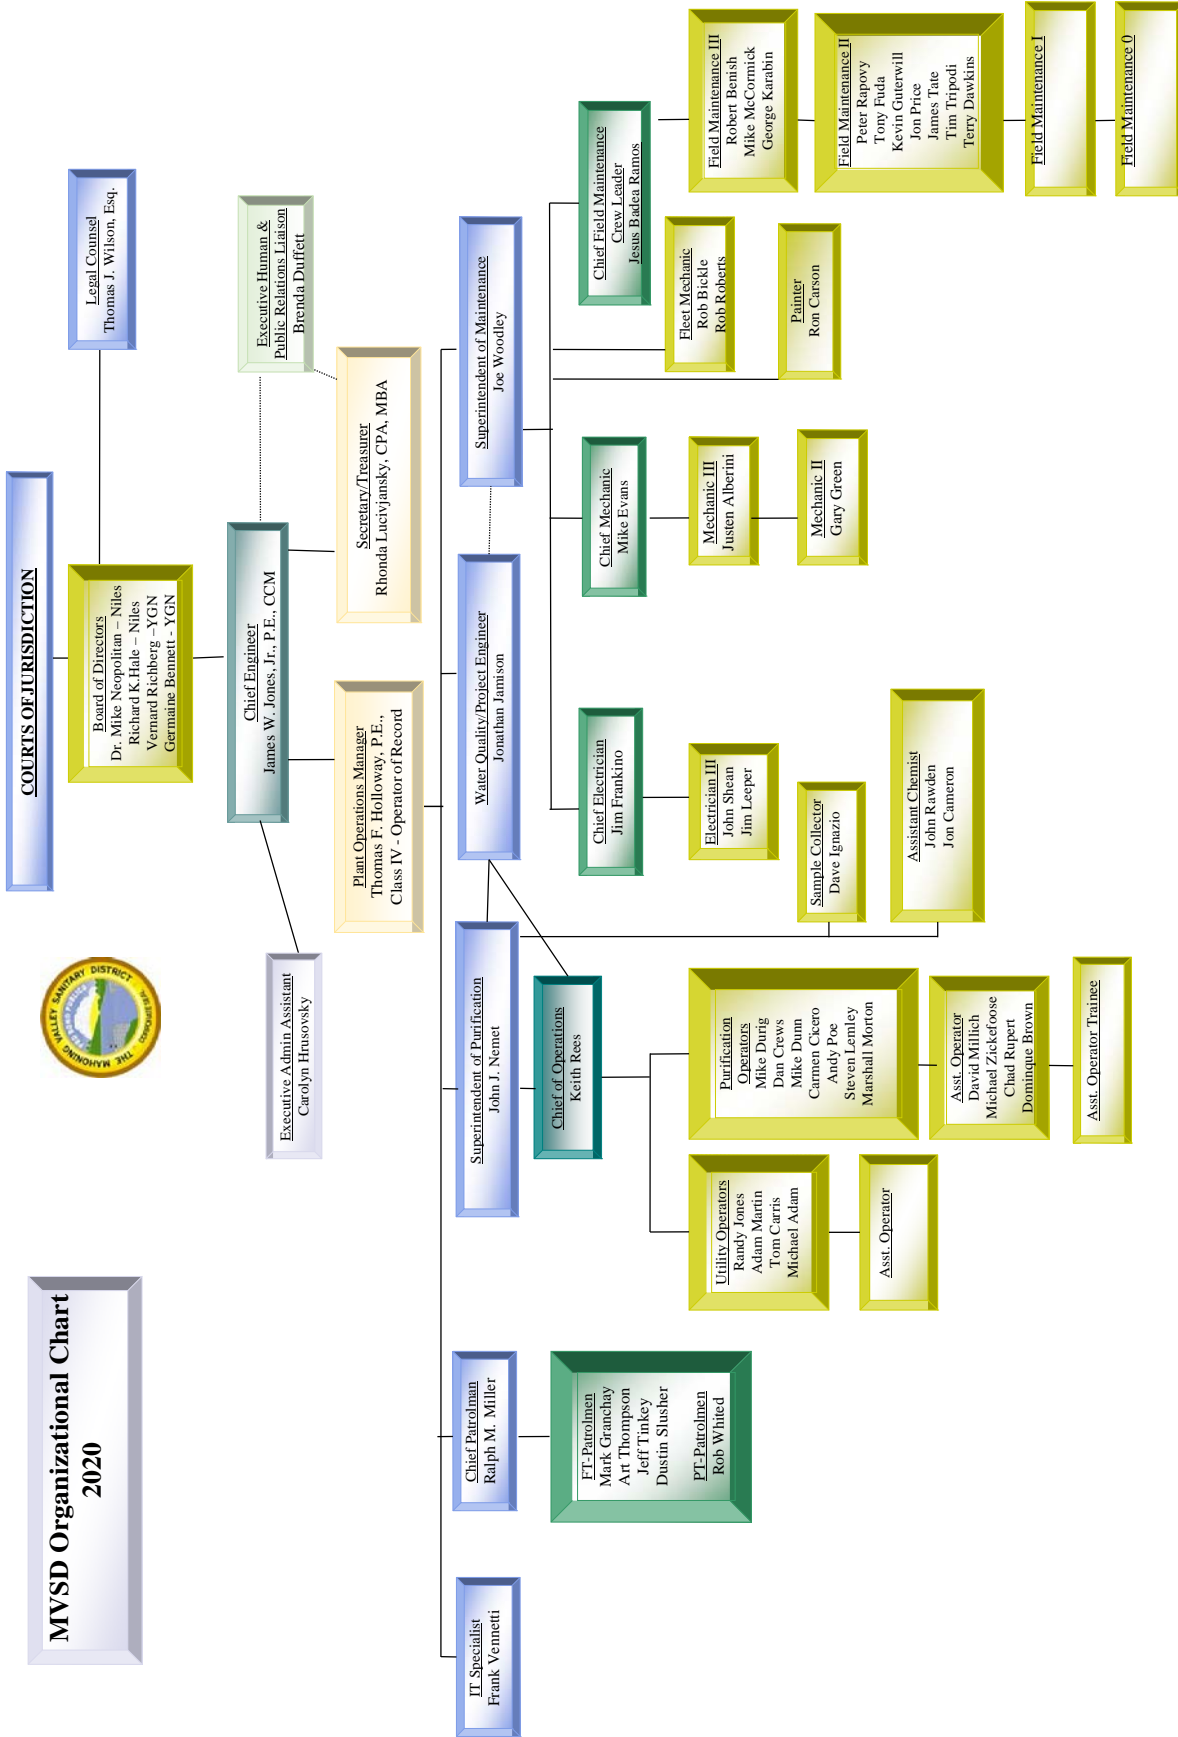 MVSD Organizational Chart
2020
THE MAHONING VALLEY SANITARY DISTRICT
COURTS OF JURISDICTION
Board of Directors
Dr. Mike Neopolitan – Niles
Richard K.Hale – Niles
Vernard Richberg –YGN
Germaine Bennett - YGN
Legal Counsel
Thomas J. Wilson, Esq.
Chief Engineer
James W. Jones, Jr., P.E., CCM
Executive Admin Assistant
Carolyn Hrusovsky
Executive Human &
Public Relations Liaison
Brenda Duffett
Plant Operations Manager
Thomas F. Holloway, P.E.,
Class IV - Operator of Record
Secretary/Treasurer
Rhonda Lucivjansky, CPA, MBA
IT Specialist
Frank Vennetti
Chief Patrolman
Ralph M. Miller
Superintendent of Purification
John J. Nemet
Water Quality/Project Engineer
Jonathan Jamison
Superintendent of Maintenance
Joe Woodley
FT-Patrolmen
Mark Granchay
Art Thompson
Jeff Tinkey
Dustin Slusher
PT-Patrolmen
Rob Whited
Chief of Operations
Keith Rees
Chief Electrician
Jim Frankino
Chief Mechanic
Mike Evans
Chief Field Maintenance
Crew Leader
Jesus Badea Ramos
Utility Operators
Randy Jones
Adam Martin
Tom Carris
Michael Adam
Purification
Operators
Mike Durig
Dan Crews
Mike Dunn
Carmen Cicero
Andy Poe
Steven Lemley
Marshall Morton
Electrician III
John Shean
Jim Leeper
Mechanic III
Justen Alberini
Fleet Mechanic
Rob Bickle
Rob Roberts
Field Maintenance III
Robert Benish
Mike McCormick
George Karabin
Sample Collector
Dave Ignazio
Mechanic II
Gary Green
Painter
Ron Carson
Field Maintenance II
Peter Rapovy
Tony Fuda
Kevin Guterwill
Jon Price
James Tate
Tim Tripodi
Terry Dawkins
Asst. Operator
Assistant Chemist
John Rawden
Jon Cameron
Asst. Operator
David Millich
Michael Zickefoose
Chad Rupert
Dominque Brown
Field Maintenance I
Asst. Operator Trainee
Field Maintenance 0